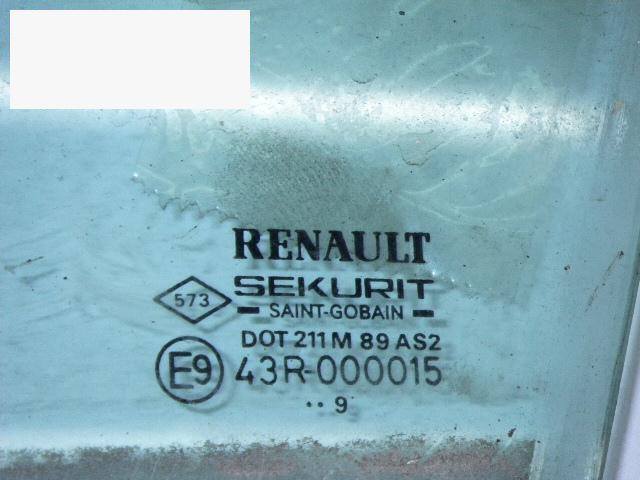 RENAULT
573
SEKURIT
SAINT-GOBAIN
DOT 211 M 89 AS2
E9
43R-000015
·· 9